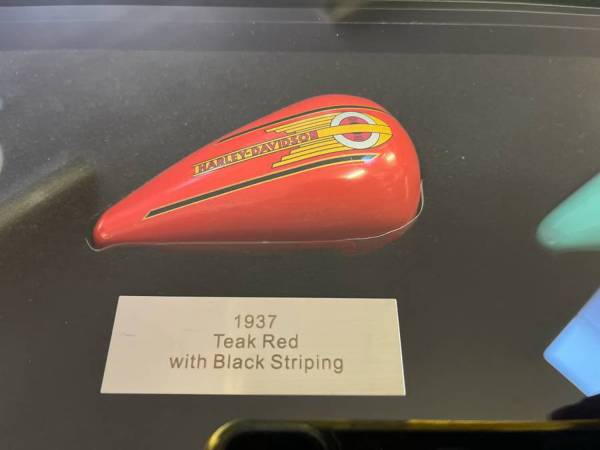 HARLEY-DAVIDSON
1937
Teak Red
with Black Striping